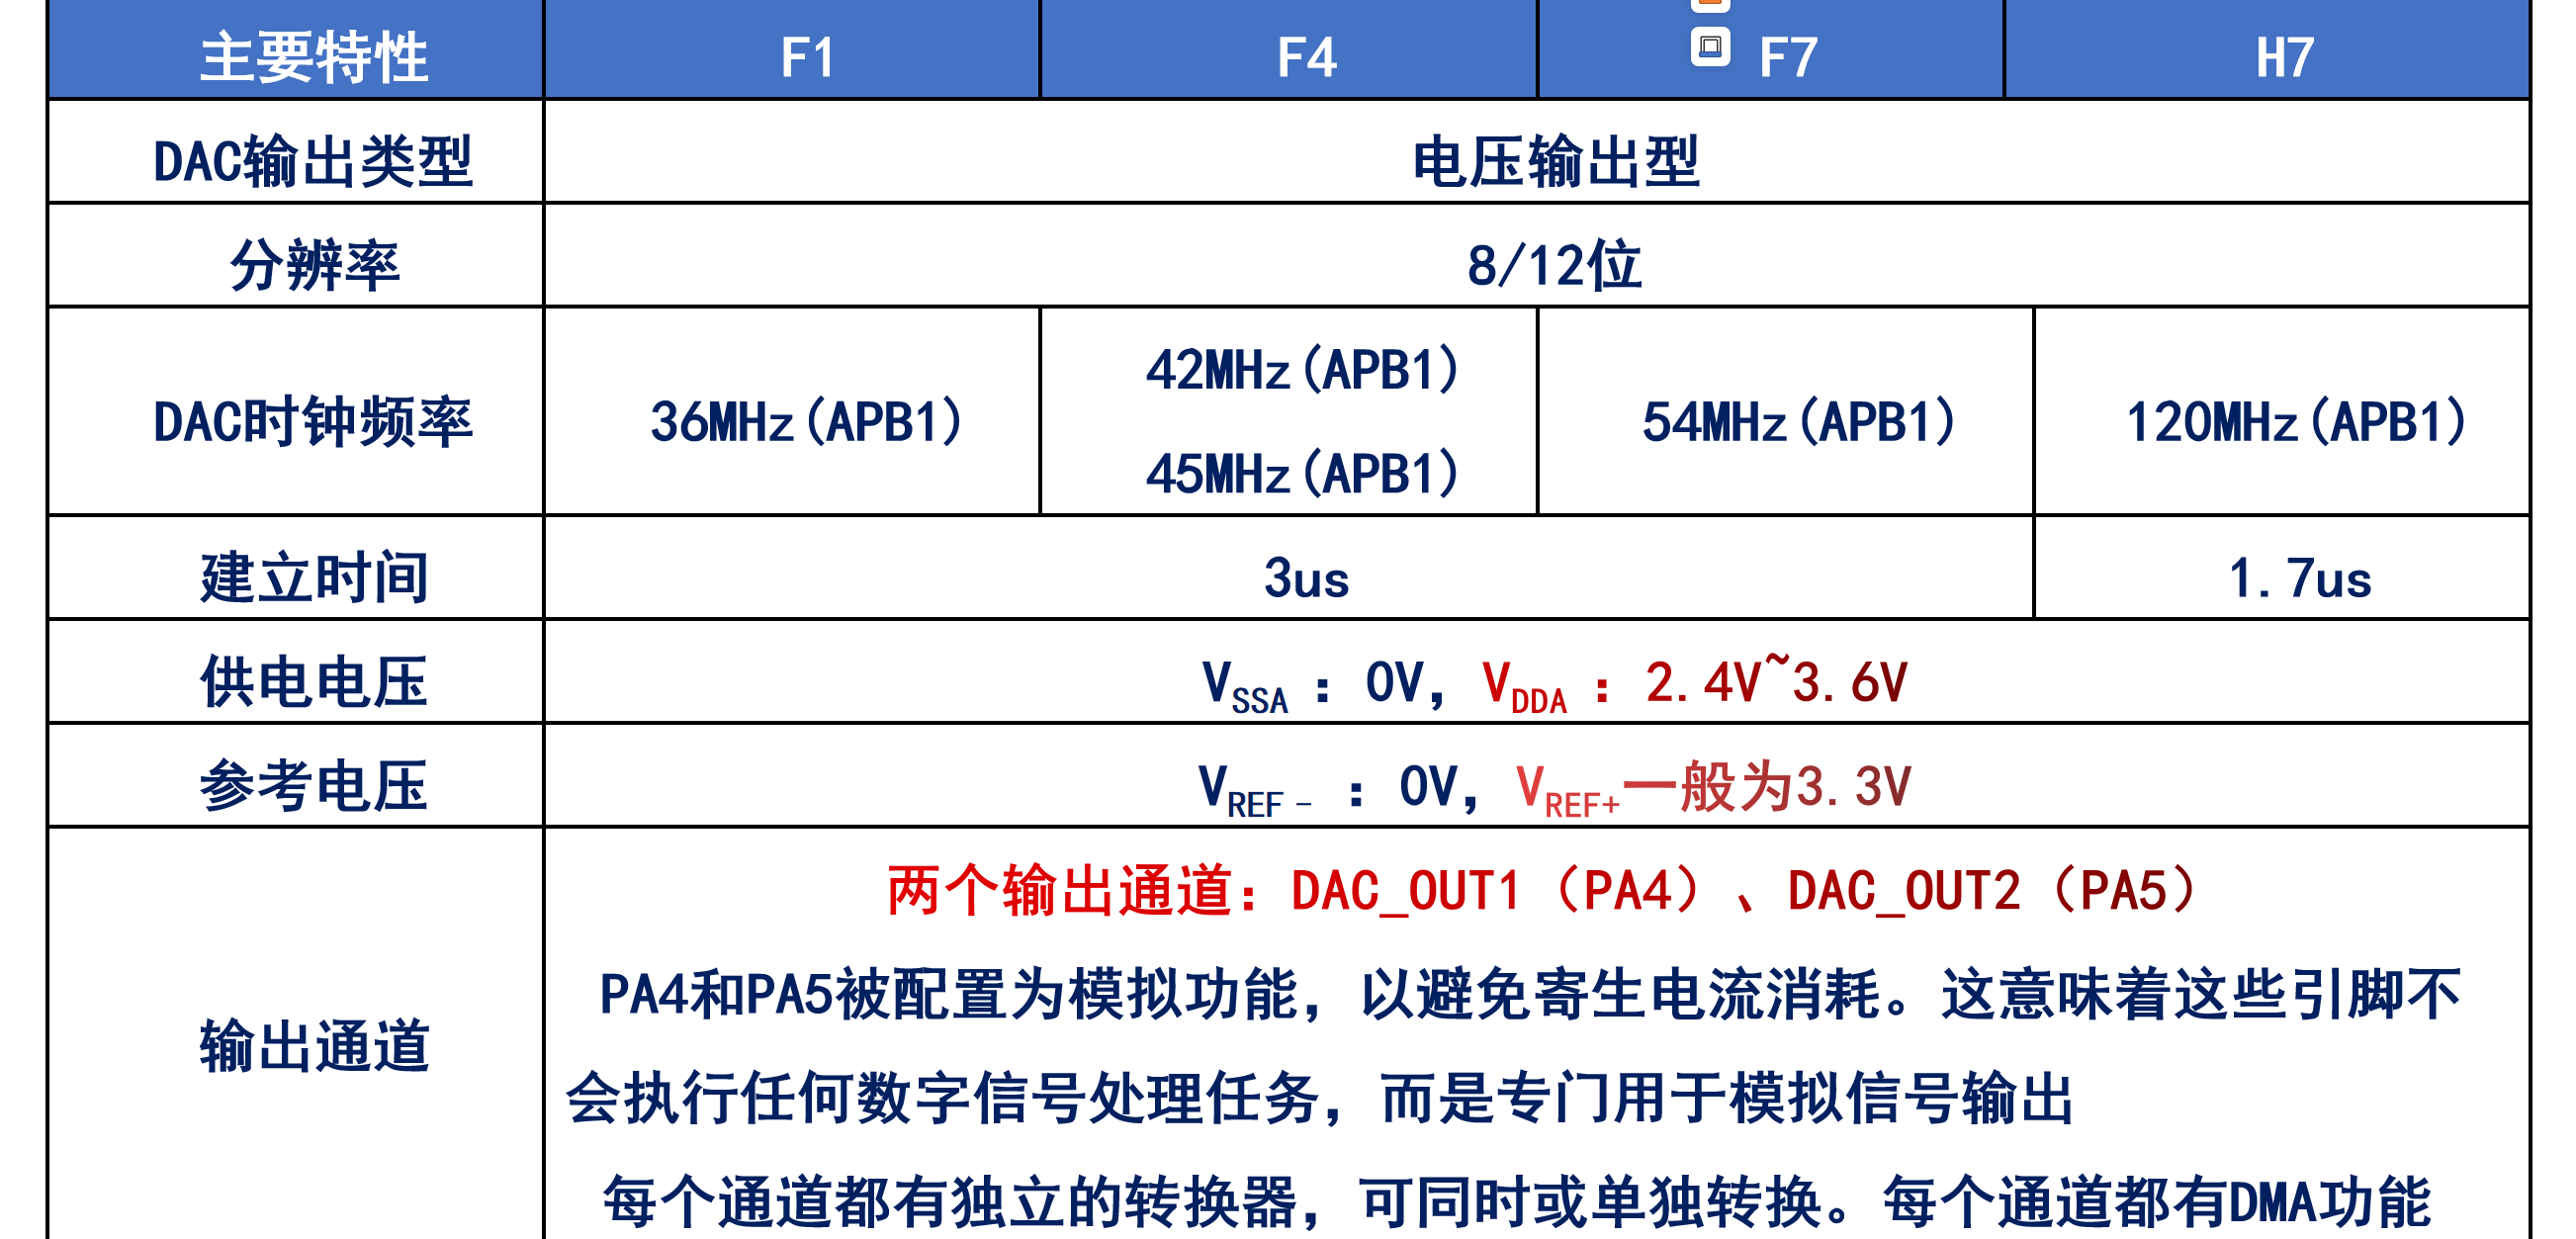 主要特性 F1 F4 F7 H7
DAC输出类型 电压输出型
分辨率 8/12位
DAC时钟频率 36MHz(APB1) 42MHz(APB1) 45MHz(APB1) 54MHz(APB1) 120MHz(APB1)
建立时间 3us 1.7us
供电电压 VSSA : 0V, VDDA : 2.4V~3.6V
参考电压 VREF- : 0V, VREF+一般为3.3V
输出通道
两个输出通道：DAC_OUT1（PA4）、DAC_OUT2（PA5）
PA4和PA5被配置为模拟功能，以避免寄生电流消耗。这意味着这些引脚不
会执行任何数字信号处理任务，而是专门用于模拟信号输出
每个通道都有独立的转换器，可同时或单独转换。每个通道都有DMA功能